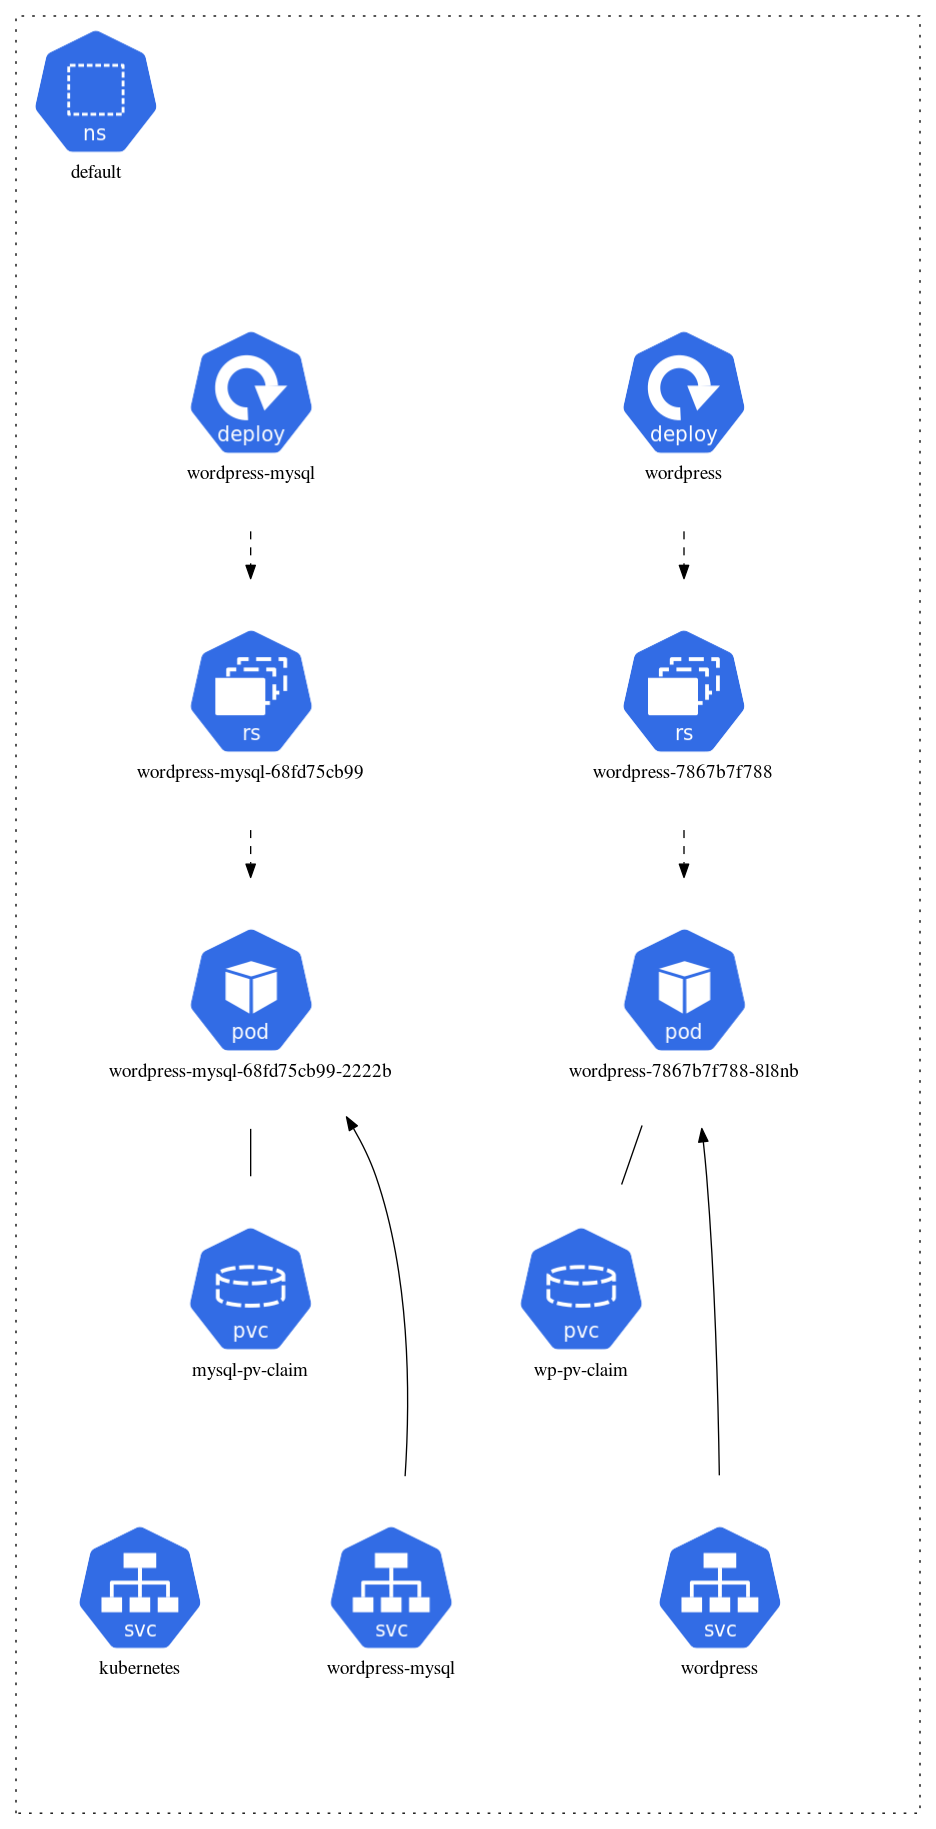 ns
default
deploy
wordpress-mysql
deploy
wordpress
rs
wordpress-mysql-68fd75cb99
rs
wordpress-7867b7f788
pod
wordpress-mysql-68fd75cb99-2222b
pod
wordpress-7867b7f788-8l8nb
pvc
mysql-pv-claim
pvc
wp-pv-claim
svc
kubernetes
svc
wordpress-mysql
svc
wordpress